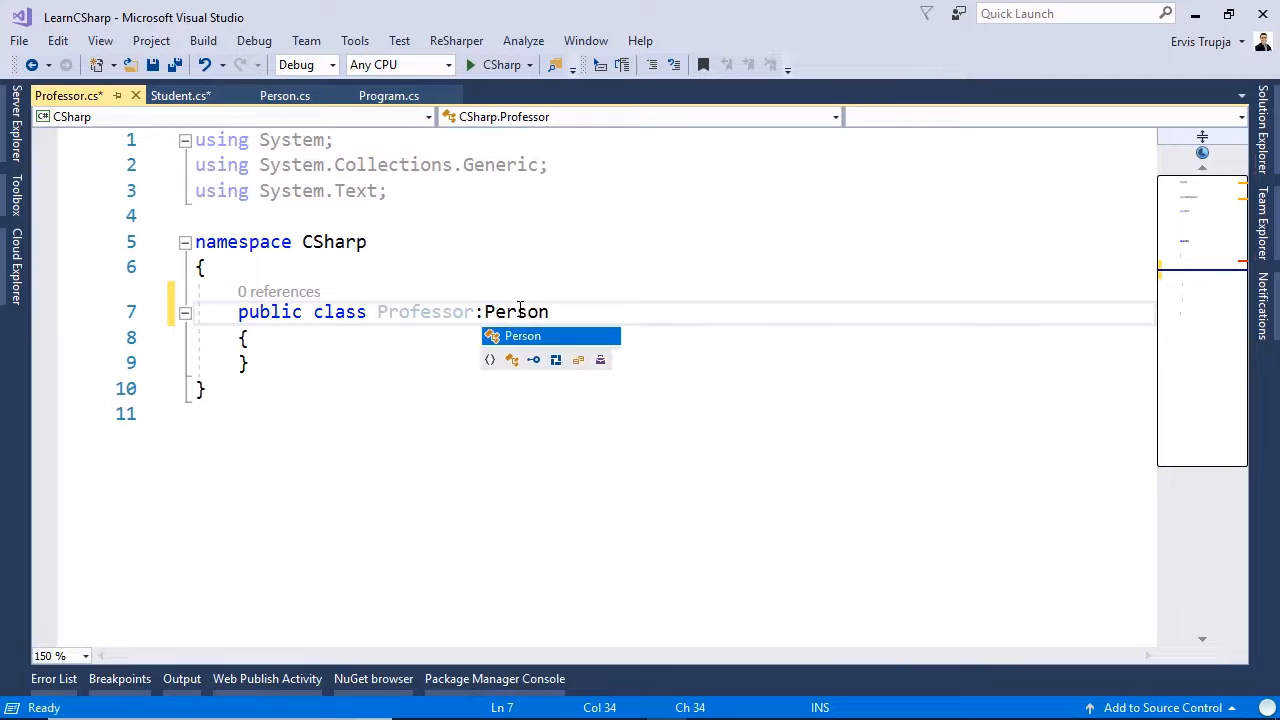 LearnCSharp - Microsoft Visual Studio
Quick Launch
File Edit View Project Build Debug Team Tools Test ReSharper Analyze Window Help
Ervis Trupja
Debug Any CPU CSharp
Professor.cs* Student.cs* Person.cs Program.cs
CSharp CSharp.Professor
Server Explorer
Toolbox
Cloud Explorer
1 using System;
2 using System.Collections.Generic;
3 using System.Text;
4
5 namespace CSharp
6 {
0 references
7 public class Professor:Person
Person
8 {
9 }
10 }
11
Solution Explorer
Team Explorer
Notifications
150 %
Error List Breakpoints Output Web Publish Activity NuGet browser Package Manager Console
Ready Ln 7 Col 34 Ch 34 INS Add to Source Control